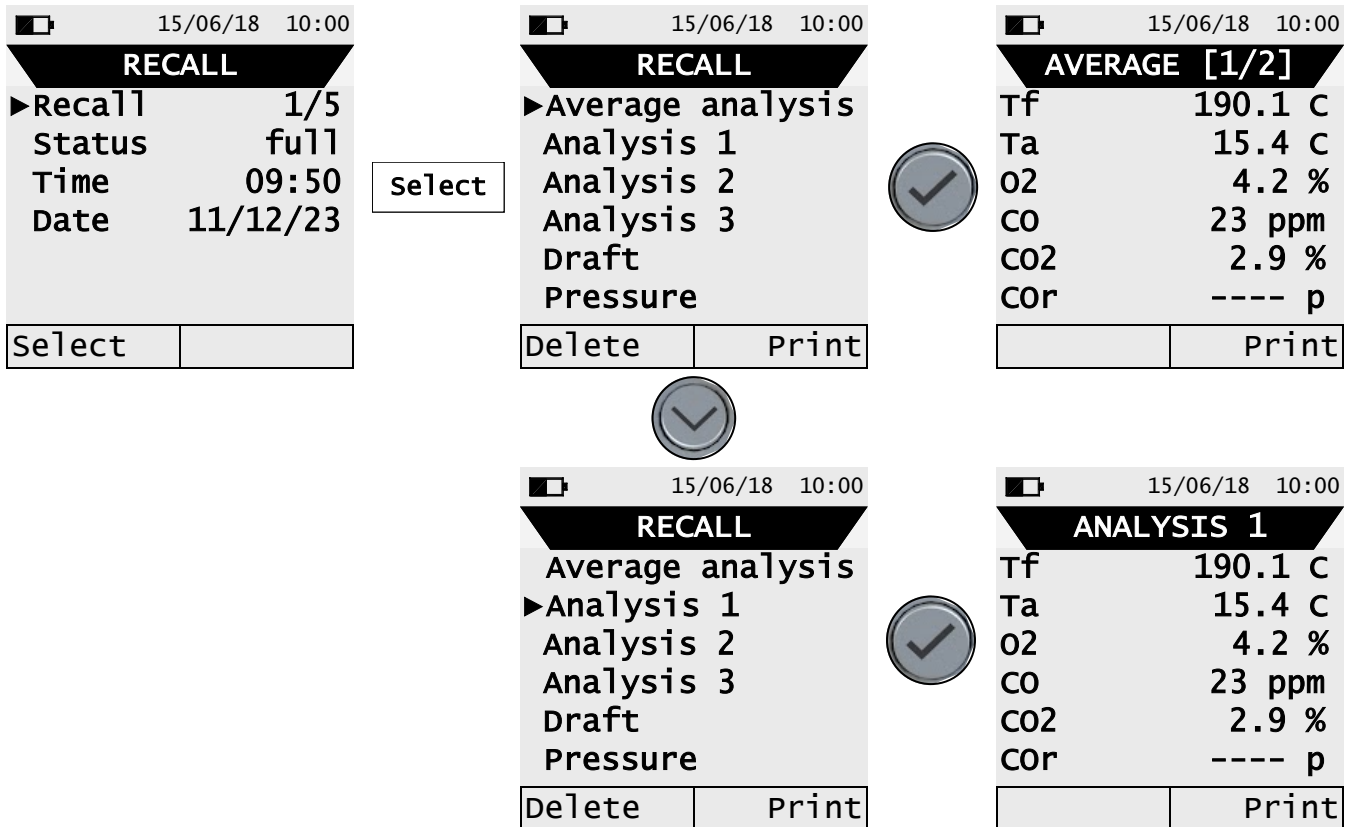 15/06/18 10:00
RECALL
▶Recall 1/5
Status full
Time 09:50
Date 11/12/23
Select
Select
15/06/18 10:00
RECALL
▶Average analysis
Analysis 1
Analysis 2
Analysis 3
Draft
Pressure
Delete Print
15/06/18 10:00
AVERAGE [1/2]
Tf 190.1 C
Ta 15.4 C
O2 4.2 %
CO 23 ppm
CO2 2.9 %
COr ---- p
Print
15/06/18 10:00
RECALL
Average analysis
▶Analysis 1
Analysis 2
Analysis 3
Draft
Pressure
Delete Print
15/06/18 10:00
ANALYSIS 1
Tf 190.1 C
Ta 15.4 C
O2 4.2 %
CO 23 ppm
CO2 2.9 %
COr ---- p
Print